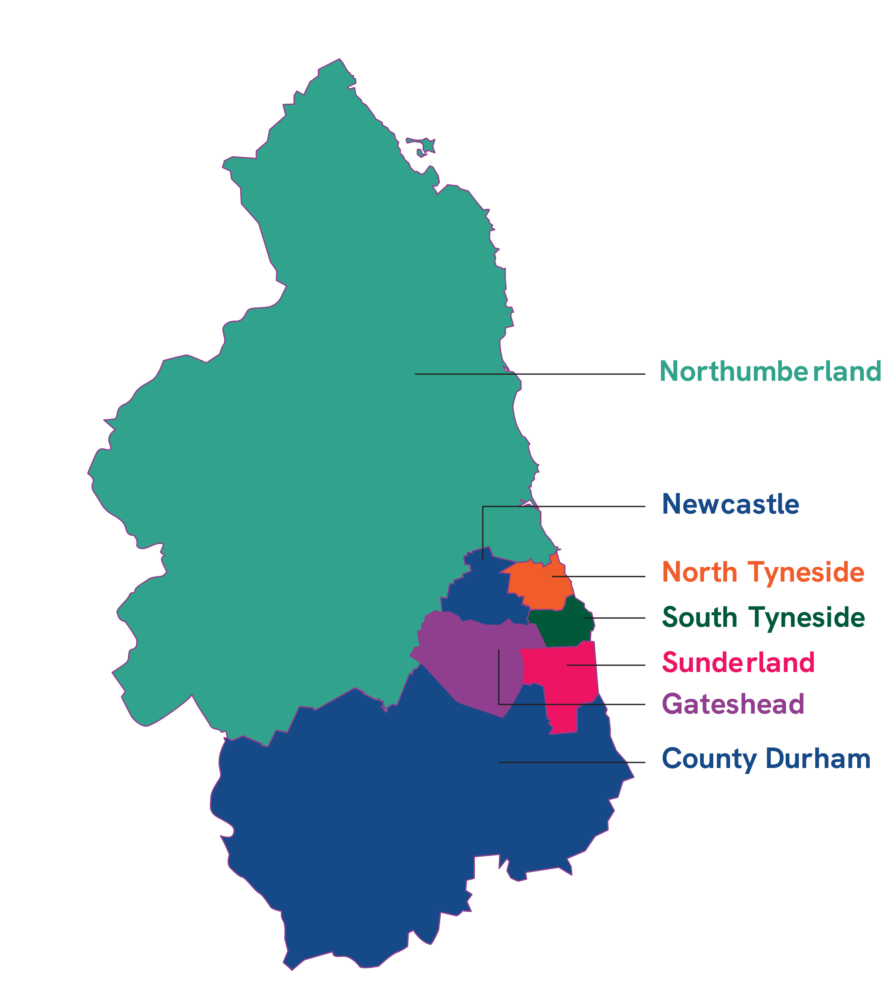 Northumberland
Newcastle
North Tyneside
South Tyneside
Sunderland
Gateshead
County Durham